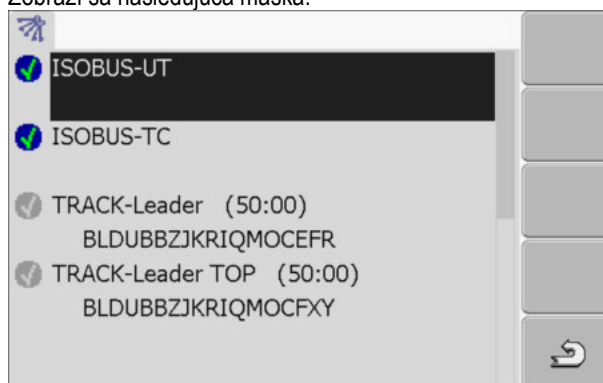 Zobrazí sa nasledujúca maska:
ISOBUS-UT
ISOBUS-TC
TRACK-Leader (50:00)
BLDUBBZJKRIQMOCEFR
TRACK-Leader TOP (50:00)
BLDUBBZJKRIQMOCFXY